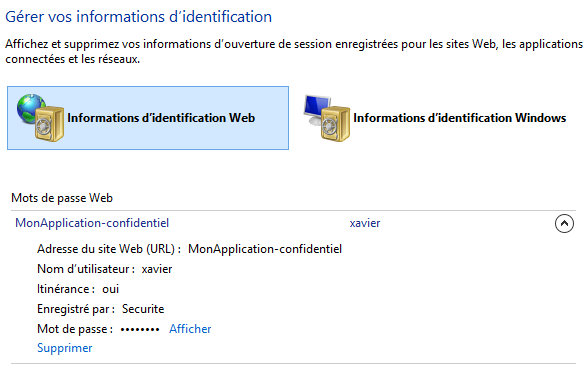 Gérer vos informations d’identification
Affichez et supprimez vos informations d’ouverture de session enregistrées pour les sites Web, les applications
connectées et les réseaux.
Informations d’identification Web
Informations d’identification Windows
Mots de passe Web
MonApplication-confidentiel xavier
Adresse du site Web (URL) : MonApplication-confidentiel
Nom d’utilisateur : xavier
Itinérance : oui
Enregistré par : Securite
Mot de passe : •••••••• Afficher
Supprimer